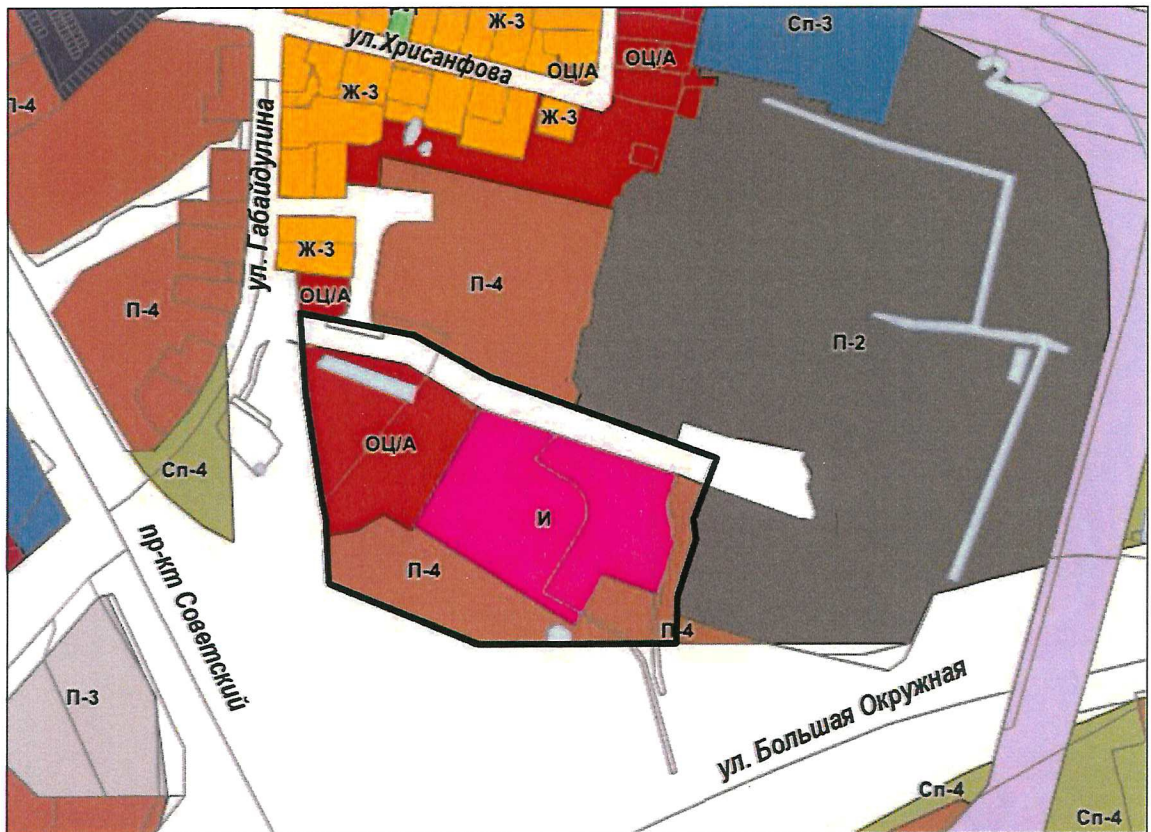 Ж-3
Сп-3
ул.Хрисанфова
ОЦ/А
ОЦ/А
Ж-3
П-4
Ж-3
ул. Габайдулина
Ж-3
П-4
ОЦ/А
П-4
П-2
ОЦ/А
Сп-4
И
П-4
П-4
пр-кт Советский
П-3
ул. Большая Окружная
Сп-4
Сп-4